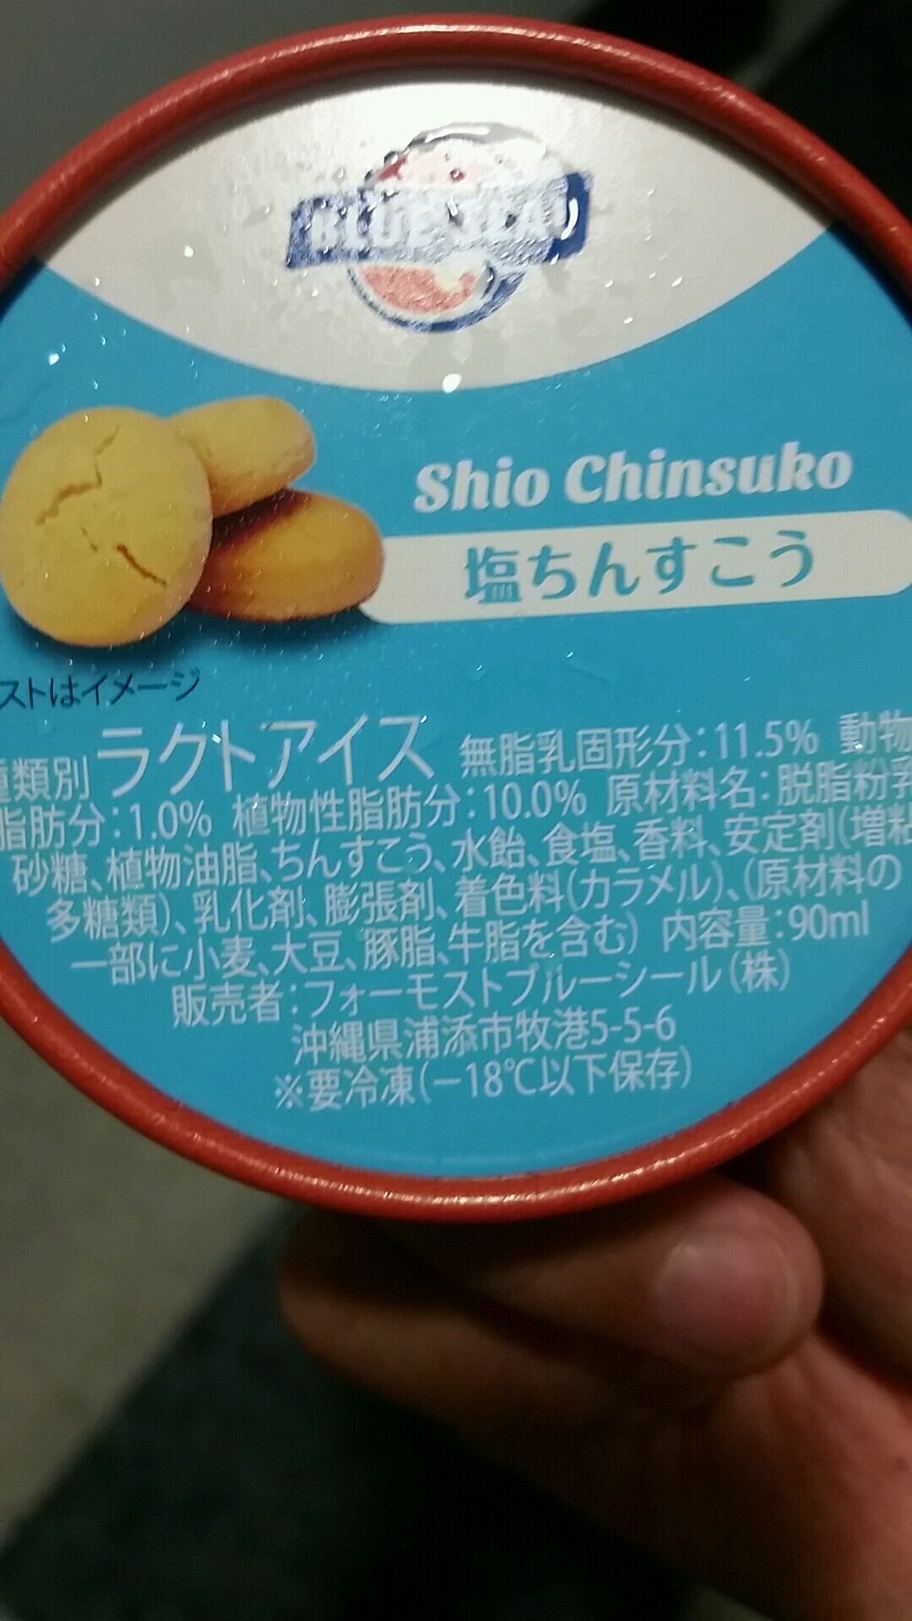 BLUE SEAL
Shio Chinsuko
塩ちんすこう
ストはイメージ
種類別 ラクトアイス 無脂乳固形分:11.5% 動物
脂肪分:1.0% 植物性脂肪分:10.0% 原材料名:脱脂粉乳
砂糖、植物油脂、ちんすこう、水飴、食塩、香料、安定剤(増粘
多糖類)、乳化剤、膨張剤、着色料(カラメル)、(原材料の
一部に小麦、大豆、豚脂、牛脂を含む) 内容量:90ml
販売者:フォーモストブルーシール(株)
沖縄県浦添市牧港5-5-6
※要冷凍(-18℃以下保存)